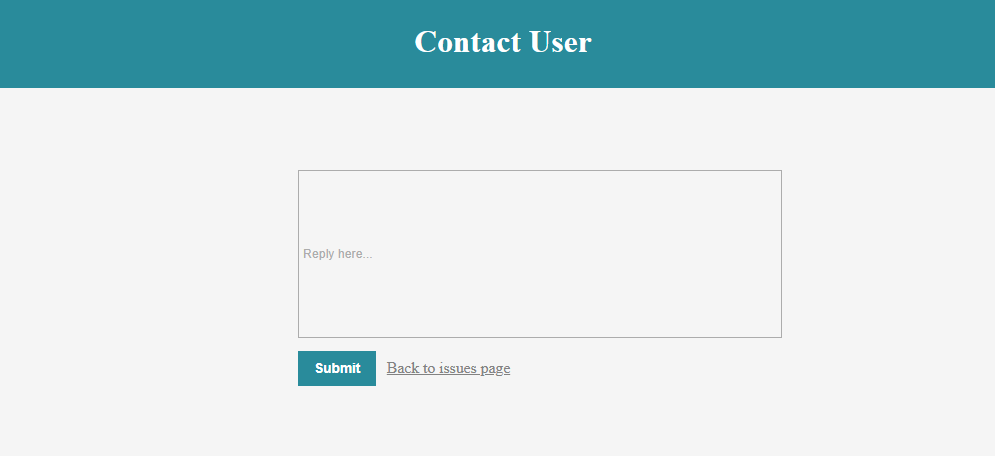 Contact User
Reply here...
Submit
Back to issues page